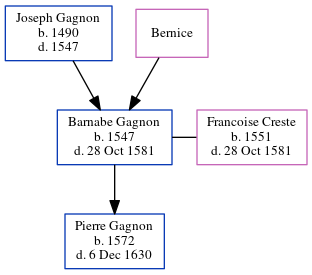 Joseph Gagnon
b. 1490
d. 1547
Bernice
Barnabe Gagnon
b. 1547
d. 28 Oct 1581
Francoise Creste
b. 1551
d. 28 Oct 1581
Pierre Gagnon
b. 1572
d. 6 Dec 1630